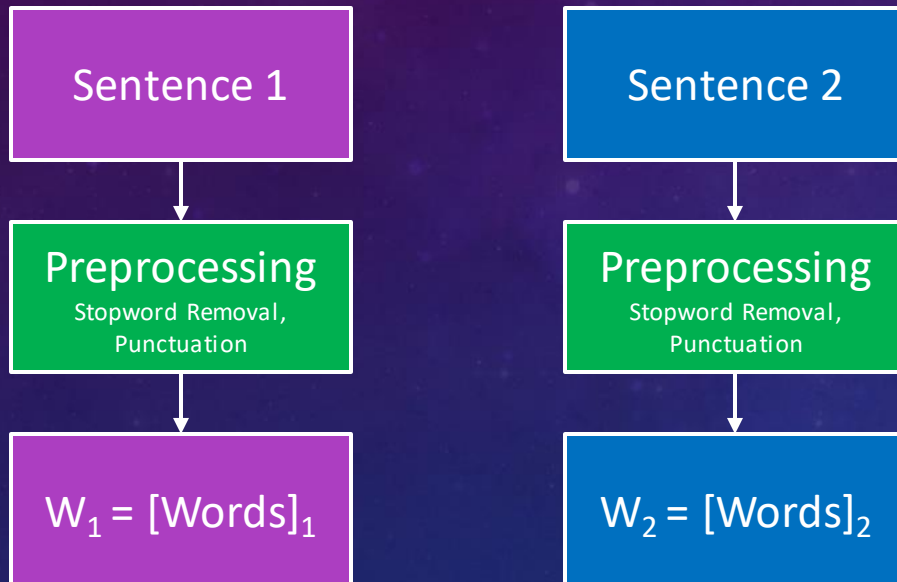 Sentence 1
Sentence 2
Preprocessing
Stopword Removal,
Punctuation
Preprocessing
Stopword Removal,
Punctuation
W₁ = [Words]₁
W₂ = [Words]₂